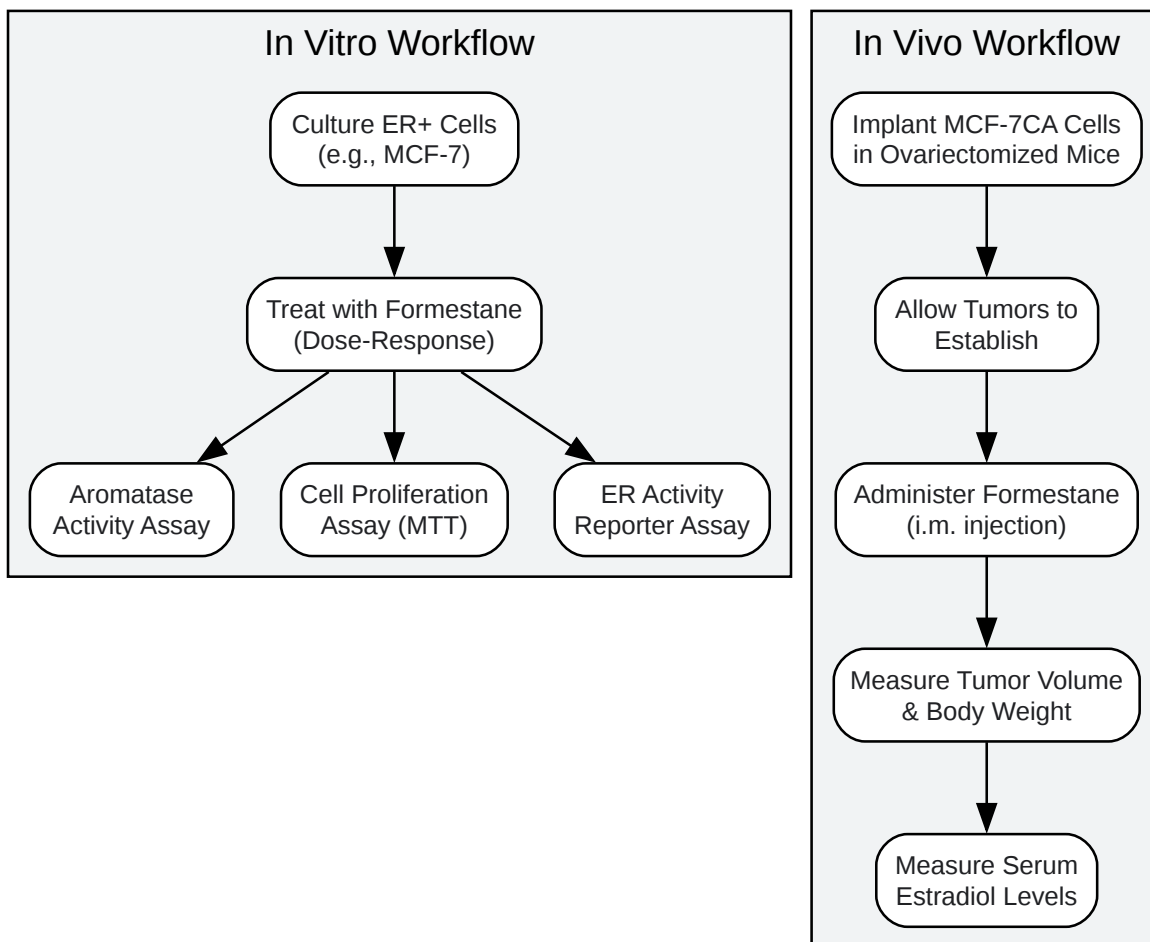 In Vitro Workflow
Culture ER+ Cells
(e.g., MCF-7)
Treat with Formestane
(Dose-Response)
Aromatase
Activity Assay
Cell Proliferation
Assay (MTT)
ER Activity
Reporter Assay
In Vivo Workflow
Implant MCF-7CA Cells
in Ovariectomized Mice
Allow Tumors to
Establish
Administer Formestane
(i.m. injection)
Measure Tumor Volume
& Body Weight
Measure Serum
Estradiol Levels